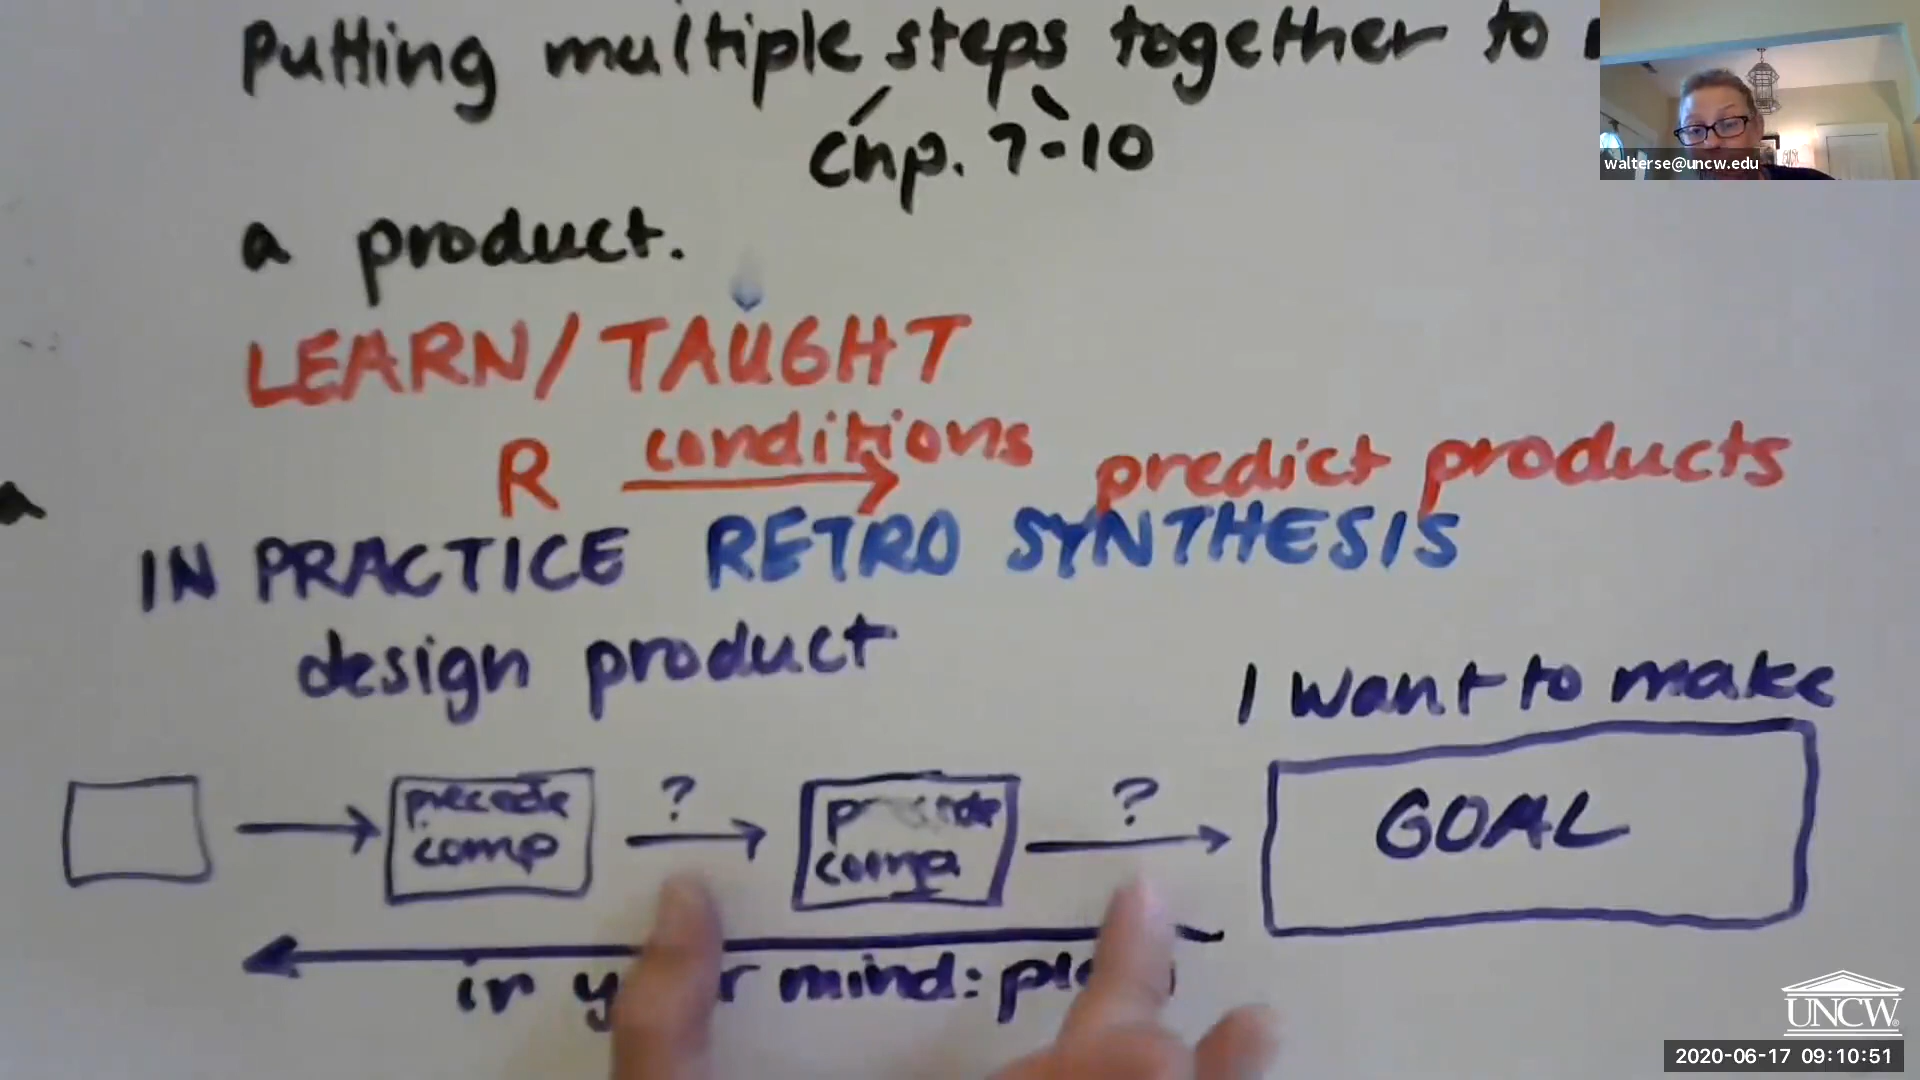 putting multiple steps together to
chp. 7-10
a product.
LEARN/TAUGHT
R conditions predict products
IN PRACTICE RETRO SYNTHESIS
design product
I want to make
precede comp ? comp ? GOAL
in your mind:
walterse@uncw.edu
UNCW
2020-06-17 09:10:51